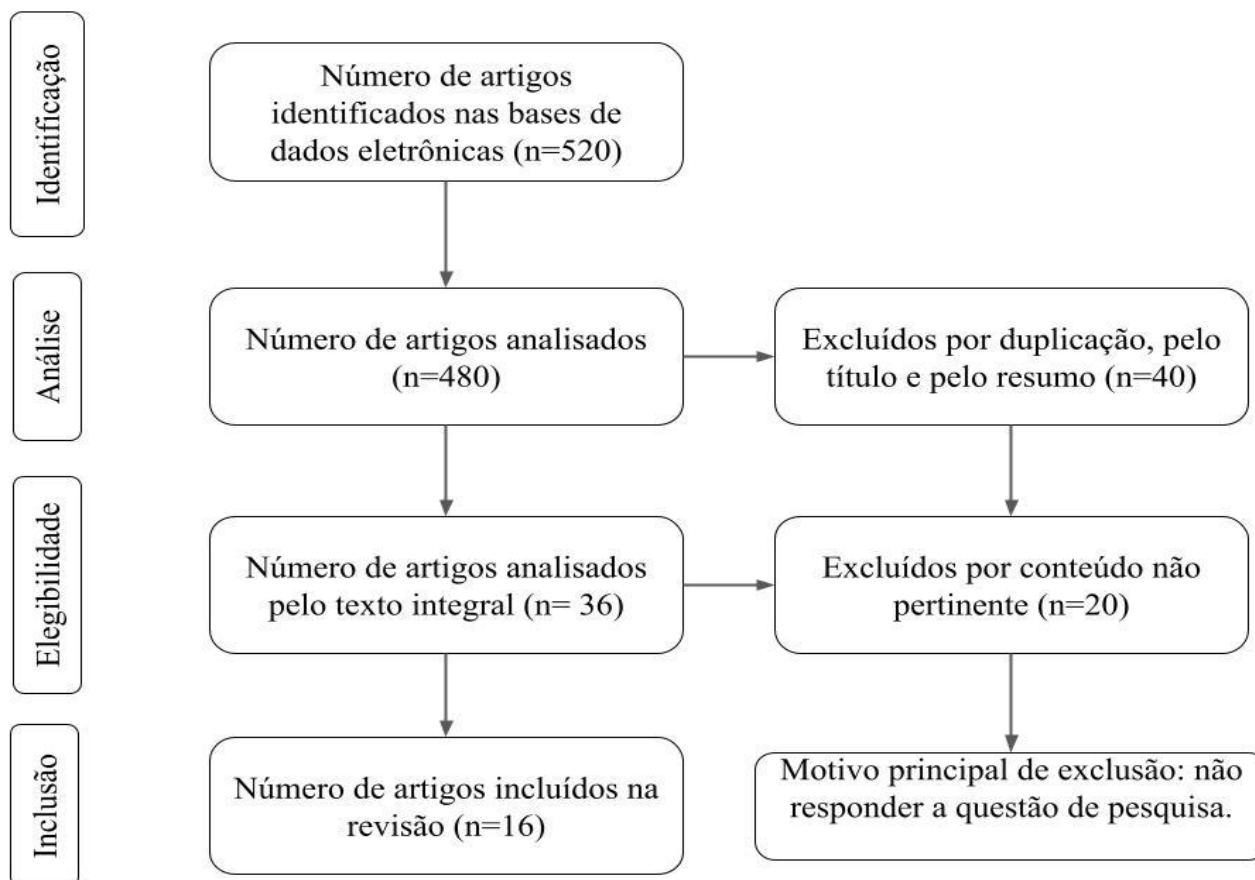 Identificação
Número de artigos
identificados nas bases de
dados eletrônicas (n=520)
Análise
Número de artigos analisados
(n=480)
Excluídos por duplicação, pelo
título e pelo resumo (n=40)
Elegibilidade
Número de artigos analisados
pelo texto integral (n= 36)
Excluídos por conteúdo não
pertinente (n=20)
Inclusão
Número de artigos incluídos na
revisão (n=16)
Motivo principal de exclusão: não
responder a questão de pesquisa.